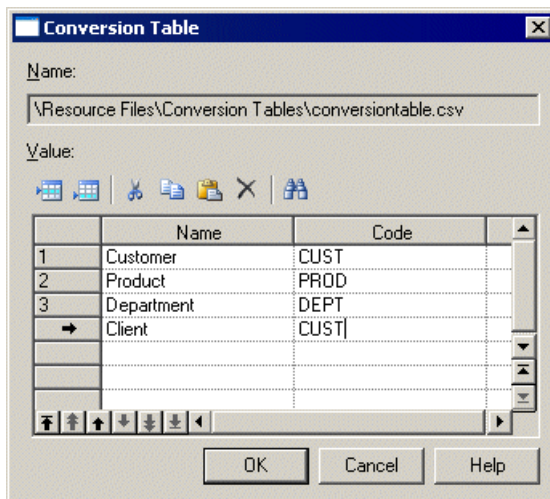 Conversion Table
Name:
\Resource Files\Conversion Tables\conversiontable.csv
Value:
Name Code
1 Customer CUST
2 Product PROD
3 Department DEPT
Client CUST
OK Cancel Help